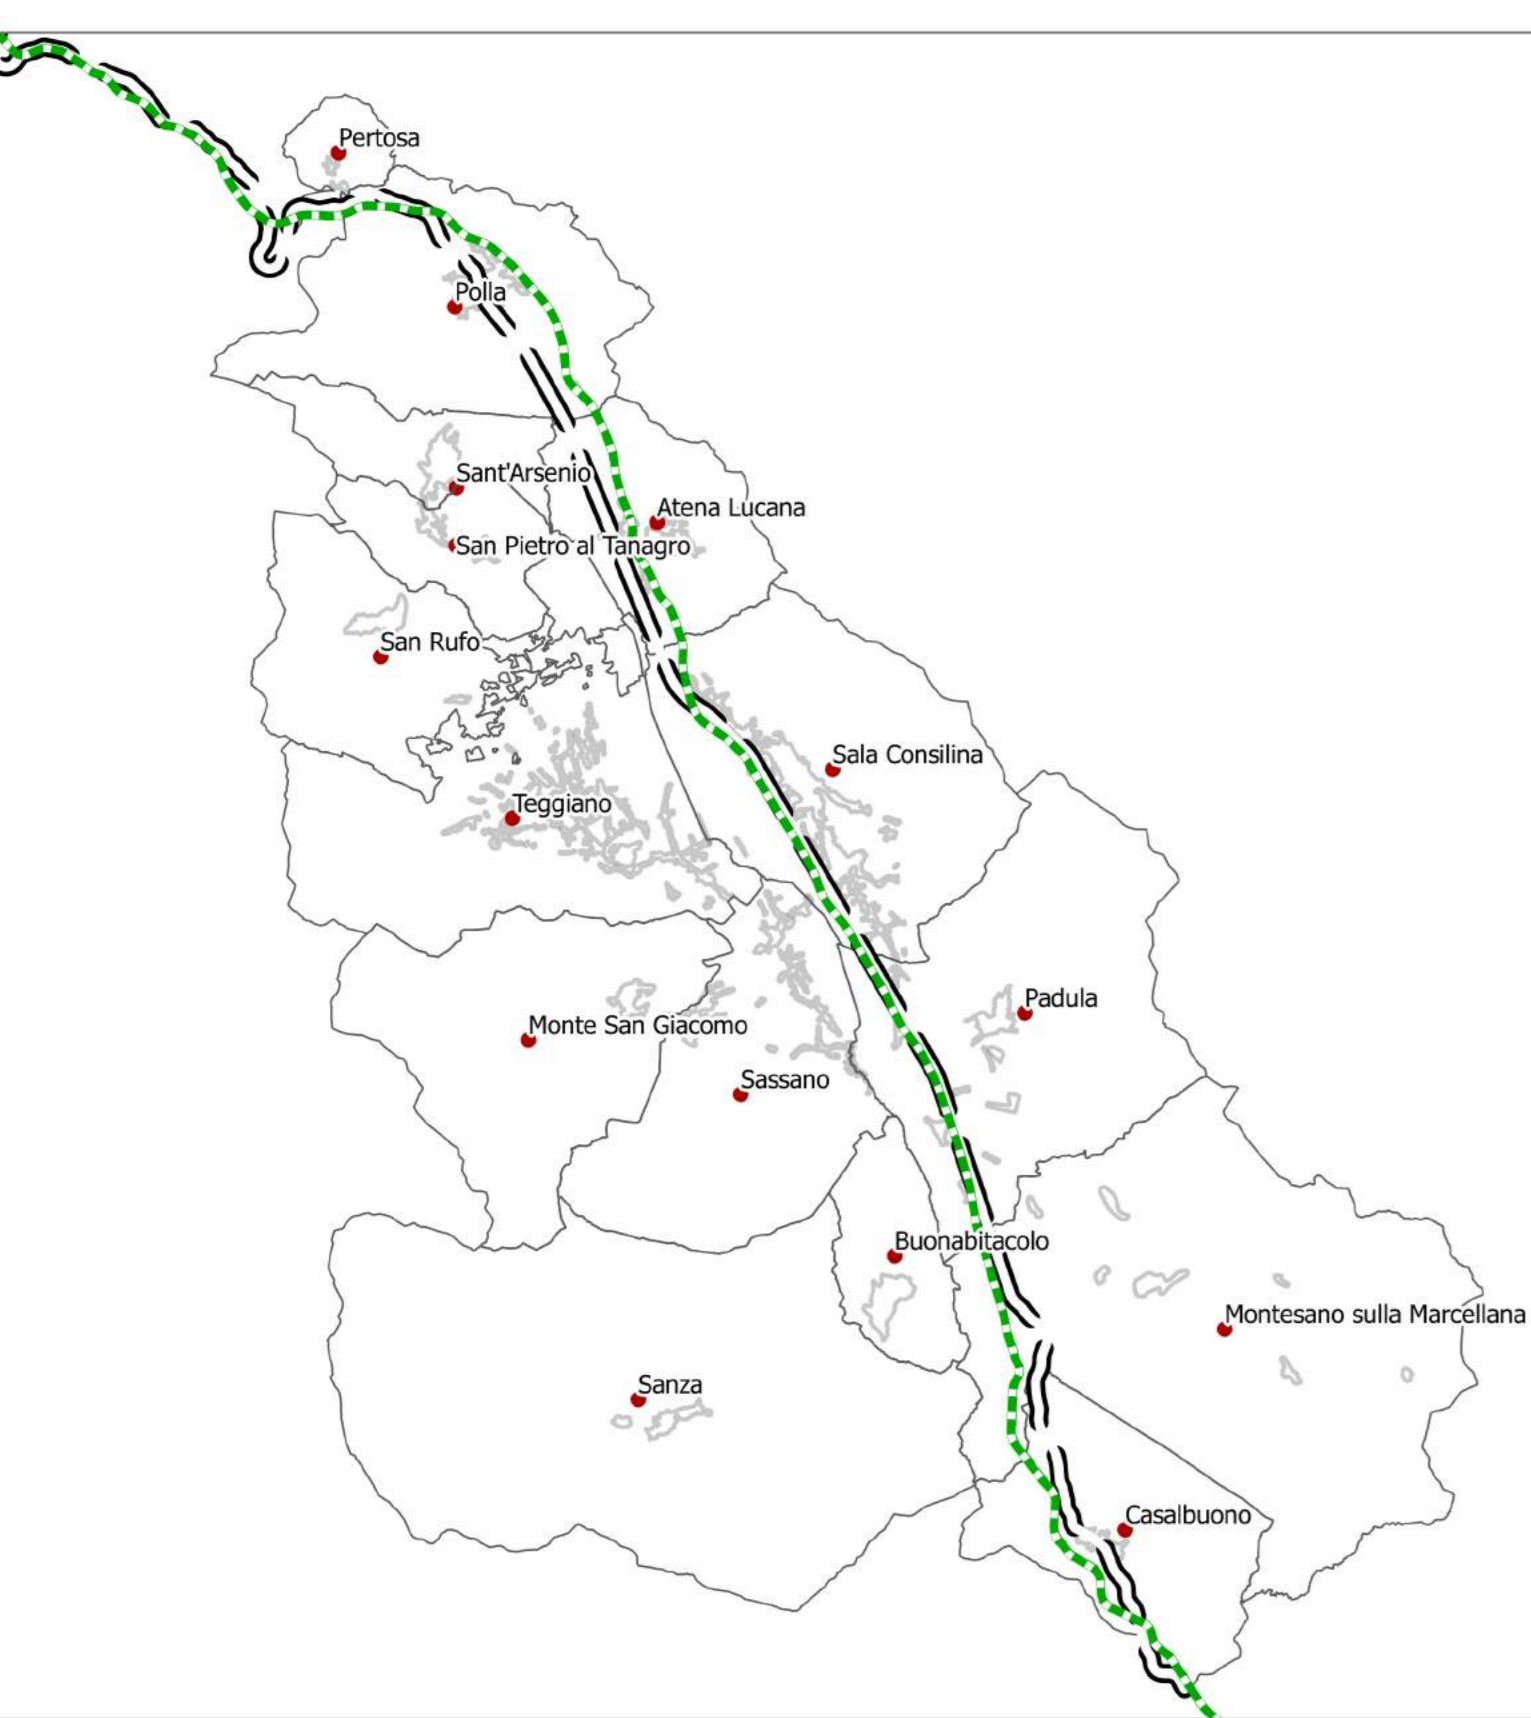 Pertosa
Polla
Sant'Arsenio
Atena Lucana
San Pietro al Tanagro
San Rufo
Sala Consilina
Teggiano
Padula
Monte San Giacomo
Sassano
Buonabitacolo
Montesano sulla Marcellana
Sanza
Casalbuono